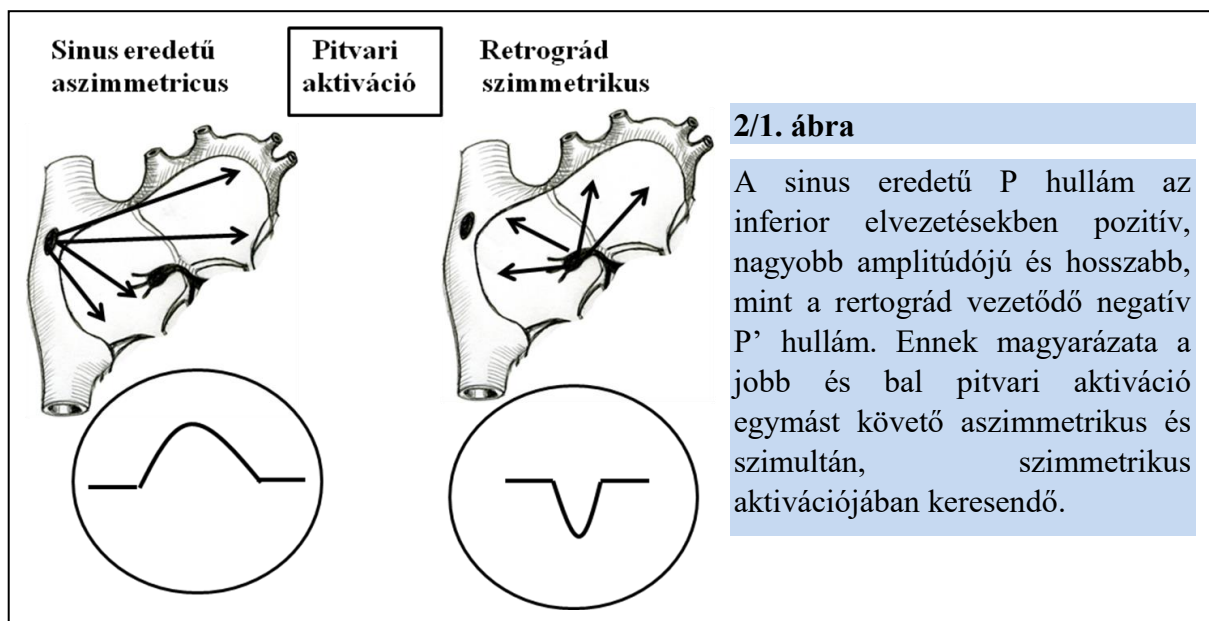 Sinus eredetű
aszimmetricus
Pitvari
aktiváció
Retrográd
szimmetrikus
2/1. ábra
A sinus eredetű P hullám az
inferior elvezetésekben pozitív,
nagyobb amplitúdójú és hosszabb,
mint a rertográd vezetődő negatív
P’ hullám. Ennek magyarázata a
jobb és bal pitvari aktiváció
egymást követő aszimmetrikus és
szimultán, szimmetrikus
aktivációjában keresendő.